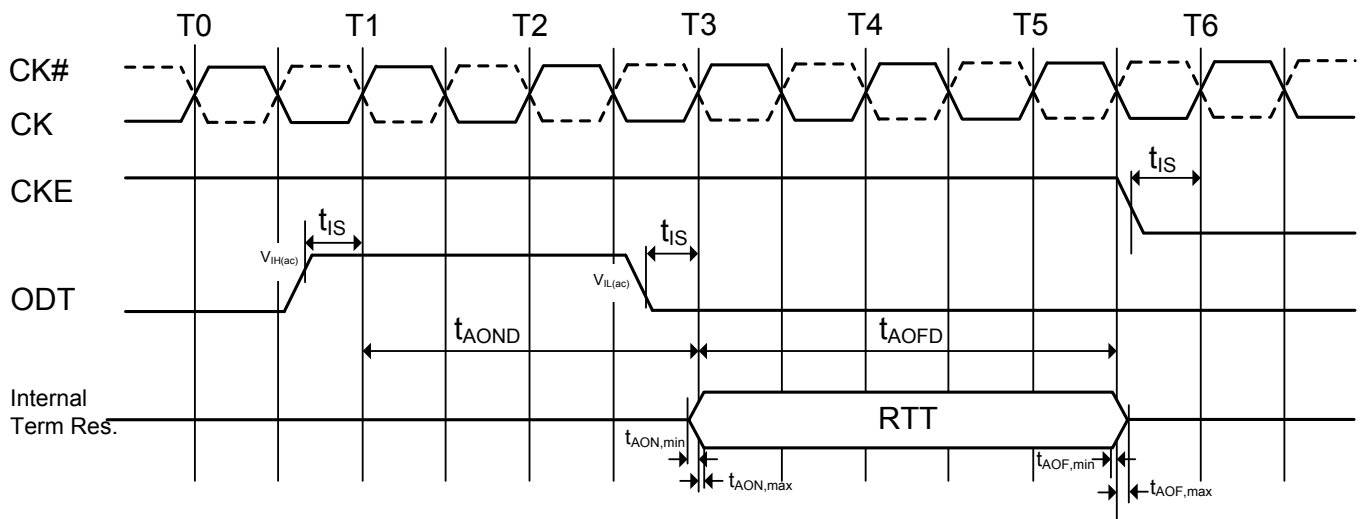 T0 T1 T2 T3 T4 T5 T6
CK#
CK
CKE
tIS
tIS
tIS
VIH(ac)
VIL(ac)
ODT
tAOND
tAOFD
Internal
Term Res.
RTT
tAON,min
tAOF,min
tAON,max
tAOF,max